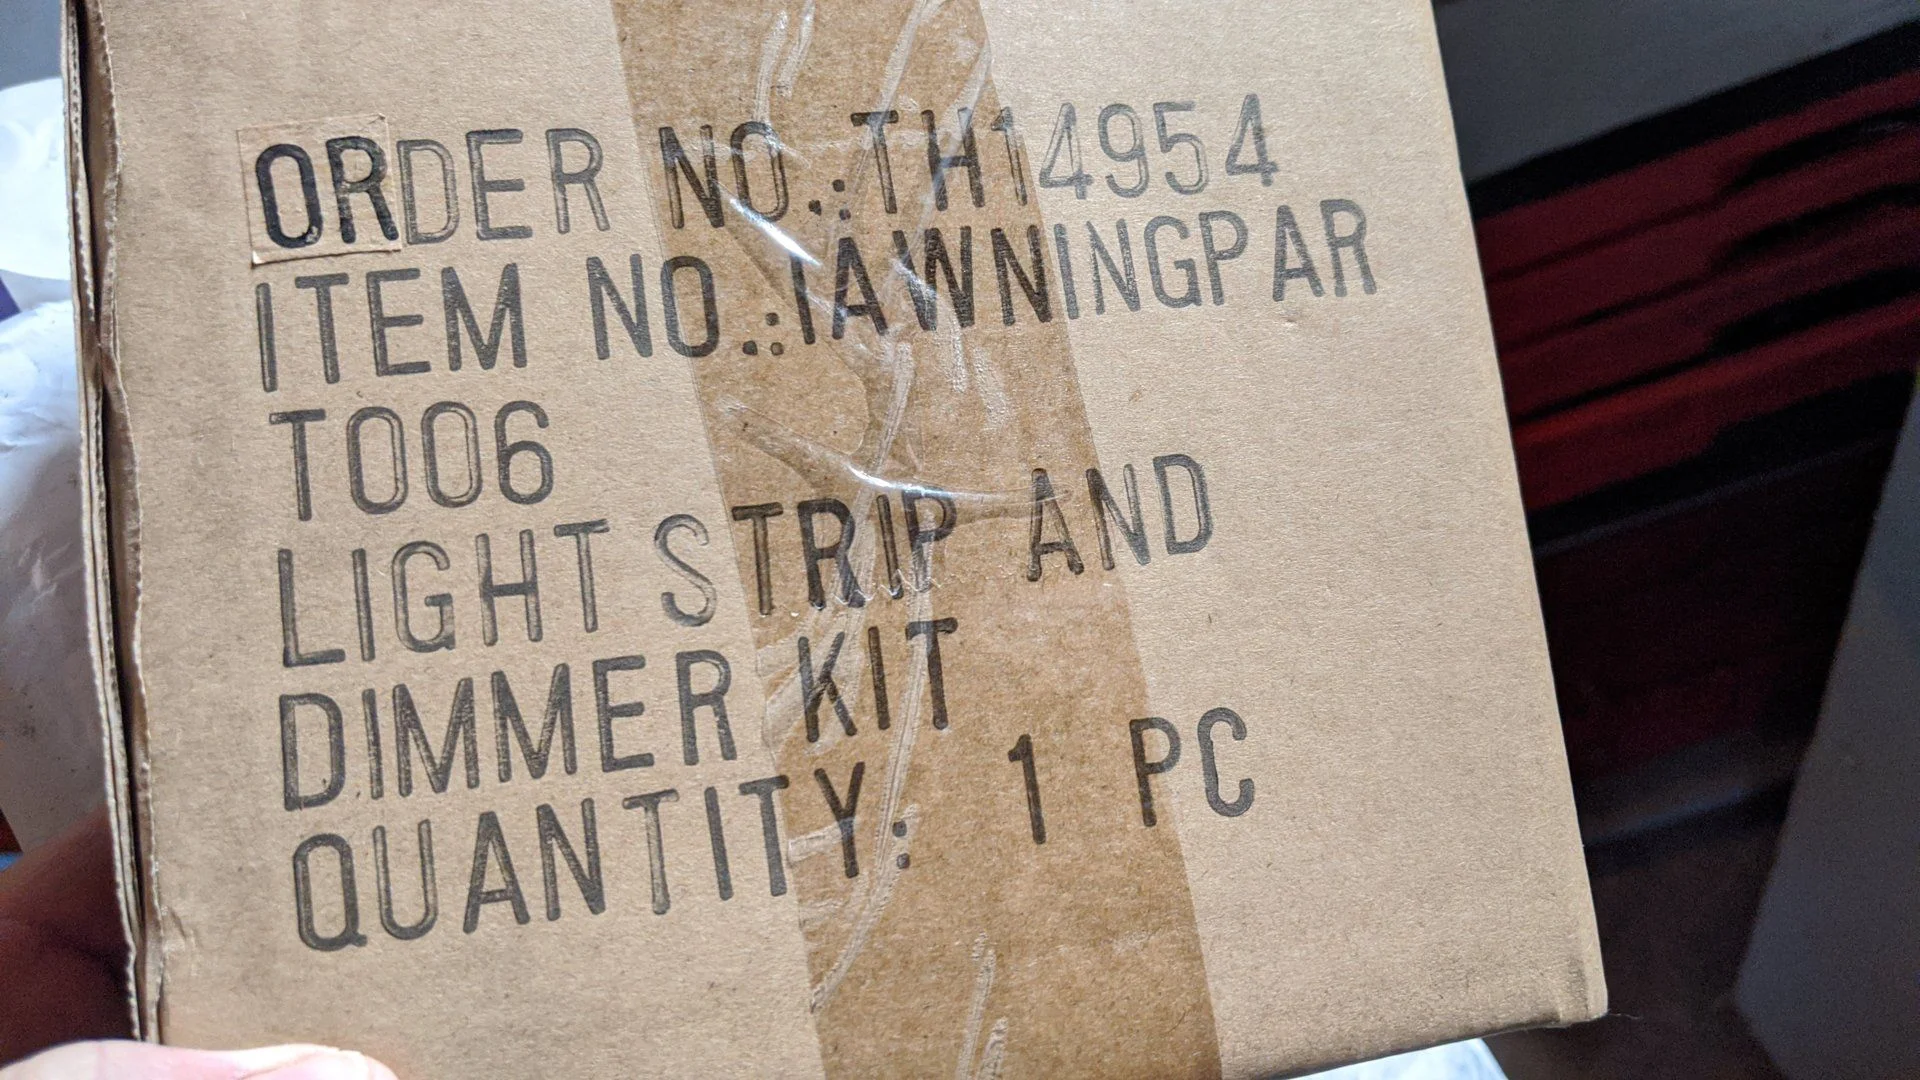 ORDER NO.:TH14954
ITEM NO.:IAWNINGPAR
T006
LIGHT STRIP AND
DIMMER KIT
QUANTITY: 1 PC